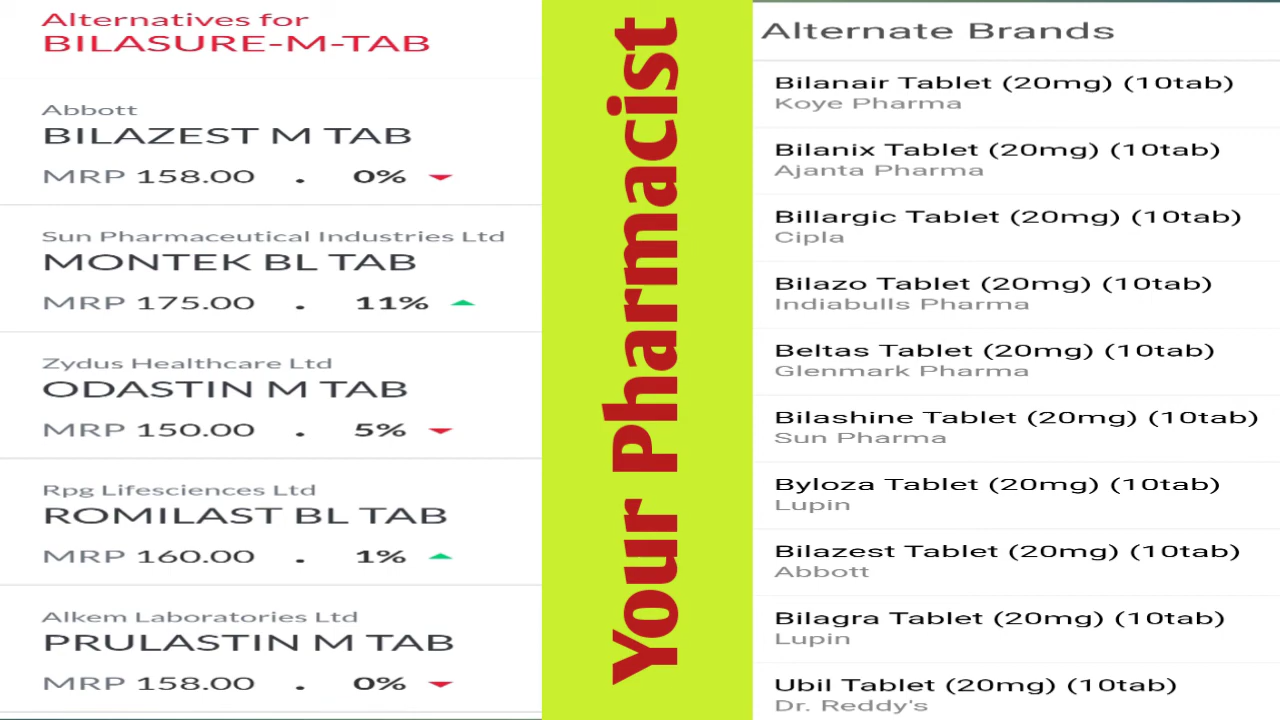 Alternatives for
BILASURE-M-TAB
Abbott
BILAZEST M TAB
MRP 158.00 . 0%
Sun Pharmaceutical Industries Ltd
MONTEK BL TAB
MRP 175.00 . 11%
Zydus Healthcare Ltd
ODASTIN M TAB
MRP 150.00 . 5%
Rpg Lifesciences Ltd
ROMILAST BL TAB
MRP 160.00 . 1%
Alkem Laboratories Ltd
PRULASTIN M TAB
MRP 158.00 . 0%
Your Pharmacist
Alternate Brands
Bilanair Tablet (20mg) (10tab)
Koye Pharma
Bilanix Tablet (20mg) (10tab)
Ajanta Pharma
Billargic Tablet (20mg) (10tab)
Cipla
Bilazo Tablet (20mg) (10tab)
Indiabulls Pharma
Beltas Tablet (20mg) (10tab)
Glenmark Pharma
Bilashine Tablet (20mg) (10tab)
Sun Pharma
Byloza Tablet (20mg) (10tab)
Lupin
Bilazest Tablet (20mg) (10tab)
Abbott
Bilagra Tablet (20mg) (10tab)
Lupin
Ubil Tablet (20mg) (10tab)
Dr. Reddy's